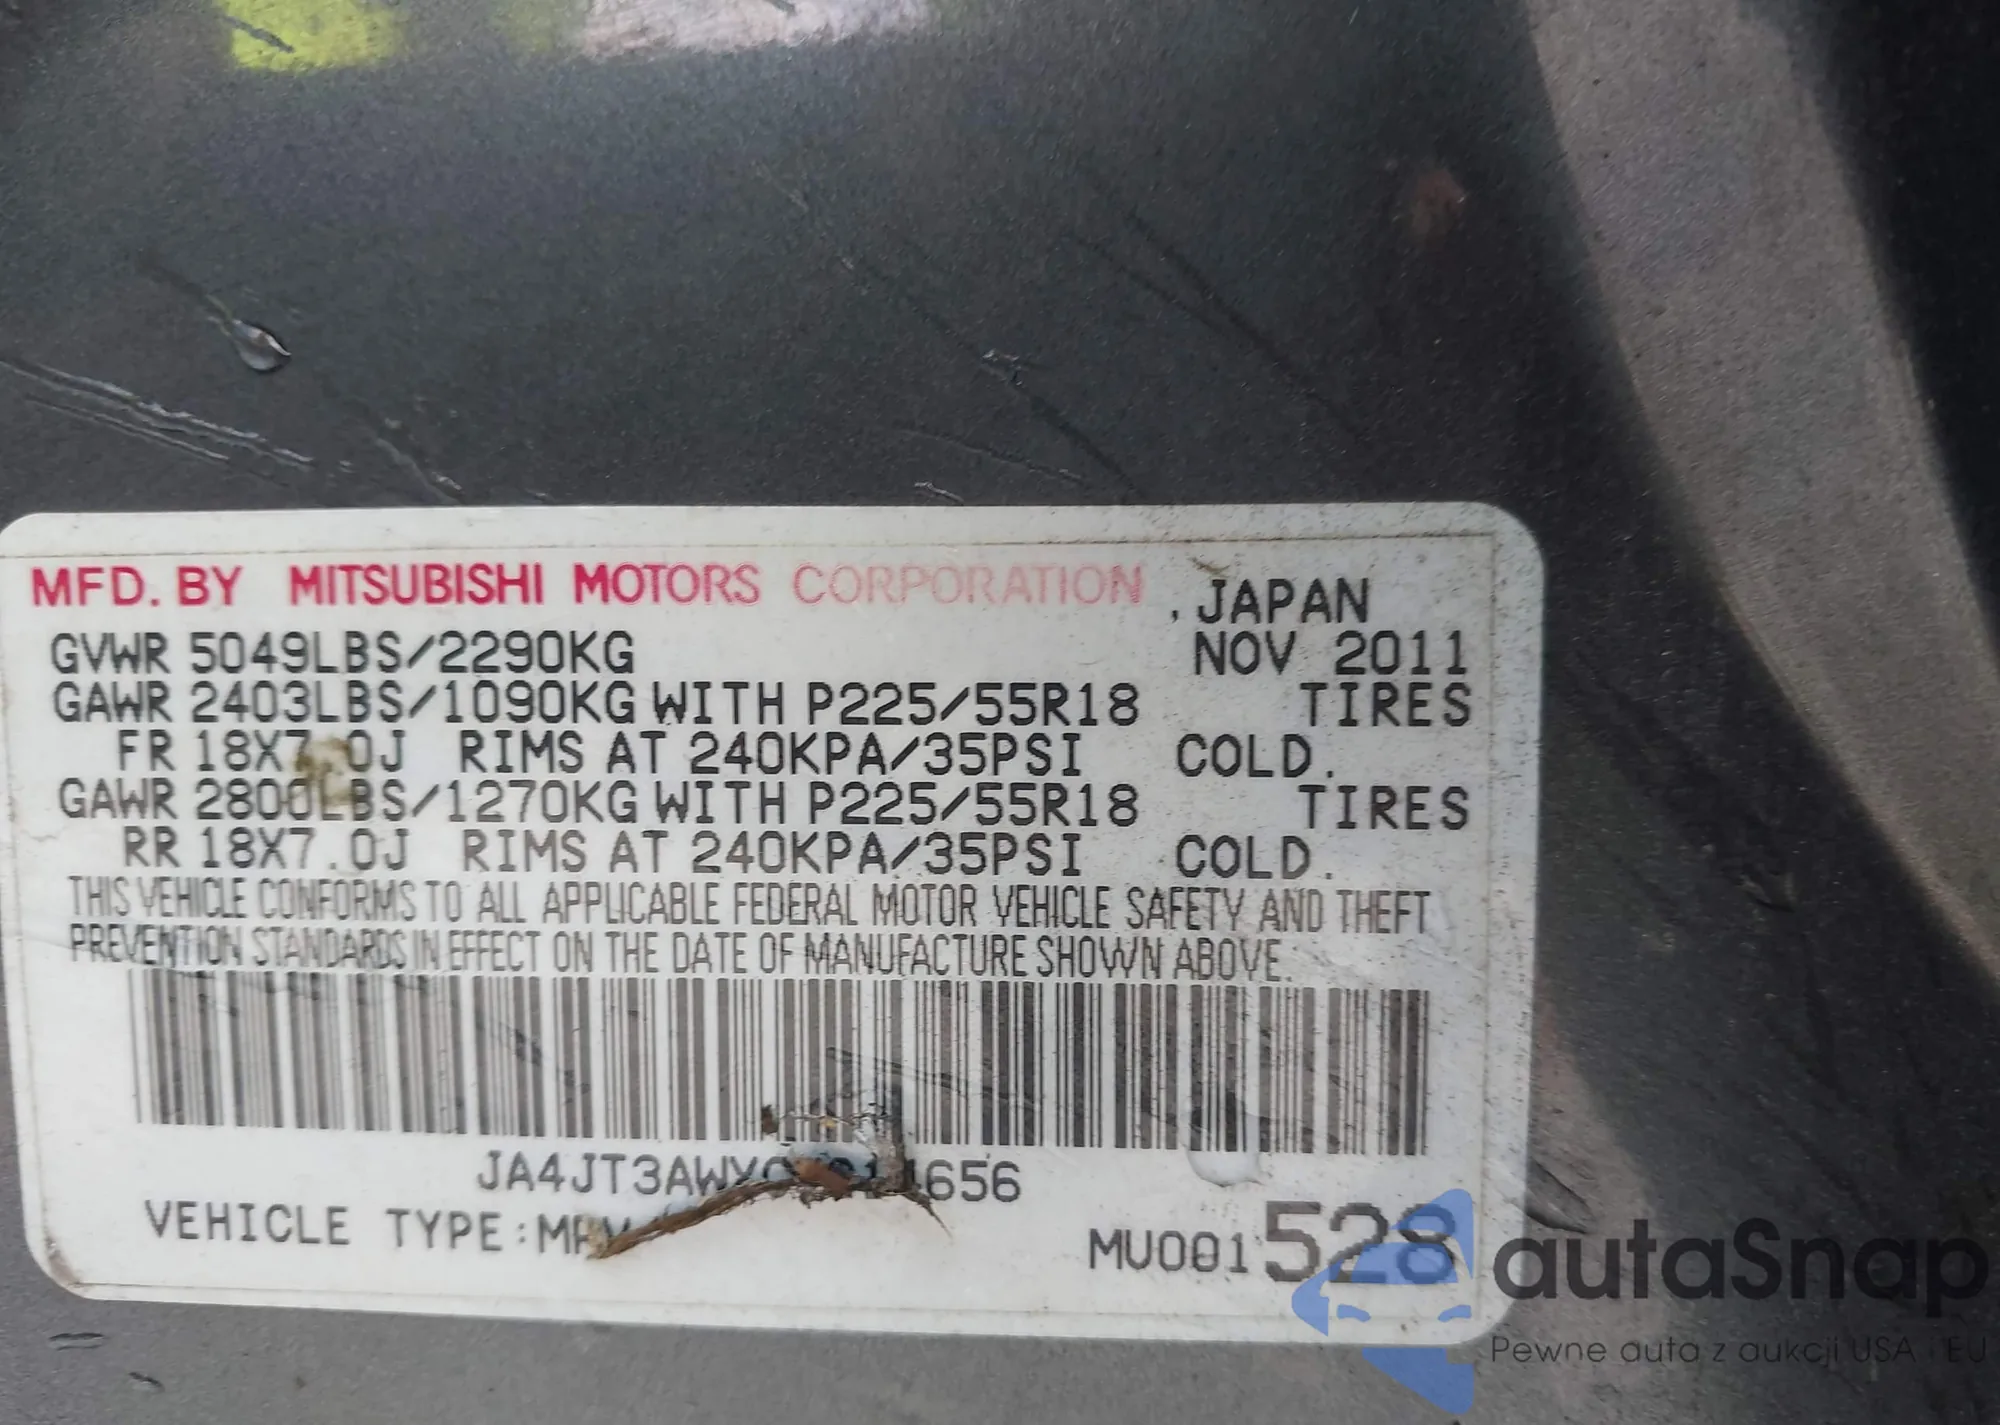 MFD. BY MITSUBISHI MOTORS CORPORATION , JAPAN
GVWR 5049LBS/2290KG NOV 2011
GAWR 2403LBS/1090KG WITH P225/55R18 TIRES
FR 18X7.0J RIMS AT 240KPA/35PSI COLD.
GAWR 2800LBS/1270KG WITH P225/55R18 TIRES
RR 18X7.0J RIMS AT 240KPA/35PSI COLD.
THIS VEHICLE CONFORMS TO ALL APPLICABLE FEDERAL MOTOR VEHICLE SAFETY AND THEFT
PREVENTION STANDARDS IN EFFECT ON THE DATE OF MANUFACTURE SHOWN ABOVE.
VEHICLE TYPE:
MU001528
autaSnap
Pewne auta z aukcji USA i EU